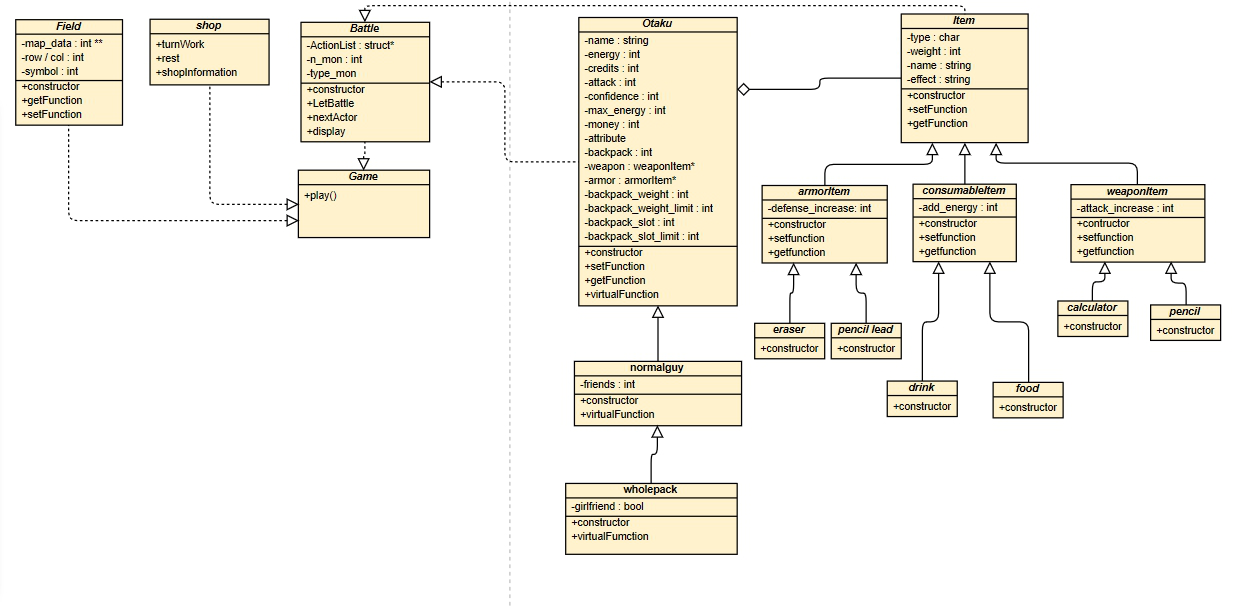 Field
-map_data : int **
-row / col : int
-symbol : int
+constructor
+getFunction
+setFunction
shop
+turnWork
+rest
+shopInformation
Battle
-ActionList : struct*
-n_mon : int
-type_mon
+constructor
+LetBattle
+nextActor
+display
Game
+play()
Otaku
-name : string
-energy : int
-credits : int
-attack : int
-confidence : int
-max_energy : int
-money : int
-attribute
-backpack : int
-weapon : weaponItem*
-armor : armorItem*
-backpack_weight : int
-backpack_weight_limit : int
-backpack_slot : int
-backpack_slot_limit : int
+constructor
+setFunction
+getFunction
+virtualFunction
normalguy
-friends : int
+constructor
+virtualFunction
wholepack
-girlfriend : bool
+constructor
+virtualFumction
Item
-type : char
-weight : int
-name : string
-effect : string
+constructor
+setFunction
+getFunction
armorItem
-defense_increase: int
+constructor
+setfunction
+getfunction
consumableItem
-add_energy : int
+constructor
+setfunction
+getfunction
weaponItem
-attack_increase : int
+contructor
+setfunction
+getfunction
eraser
+constructor
pencil lead
+constructor
drink
+constructor
food
+constructor
calculator
+constructor
pencil
+constructor